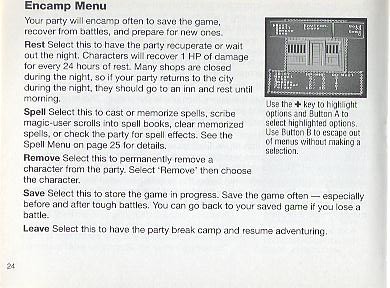 Encamp Menu
Your party will encamp often to save the game,
recover from battles, and prepare for new ones.
Rest Select this to have the party recuperate or wait
out the night. Characters will recover 1 HP of damage
for every 24 hours of rest. Many shops are closed
during the night, so if your party returns to the city
during the night, they should go to an inn and rest until
morning.
Spell Select this to cast or memorize spells, scribe
magic-user scrolls into spell books, clear memorized
spells, or check the party for spell effects. See the
Spell Menu on page 25 for details.
Remove Select this to permanently remove a
character from the party. Select 'Remove' then choose
the character.
Save Select this to store the game in progress. Save the game often — especially
before and after tough battles. You can go back to your saved game if you lose a
battle.
Leave Select this to have the party break camp and resume adventuring.
Use the + key to highlight
options and Button A to
select highlighted options.
Use Button B to escape out
of menus without making a
selection.
24